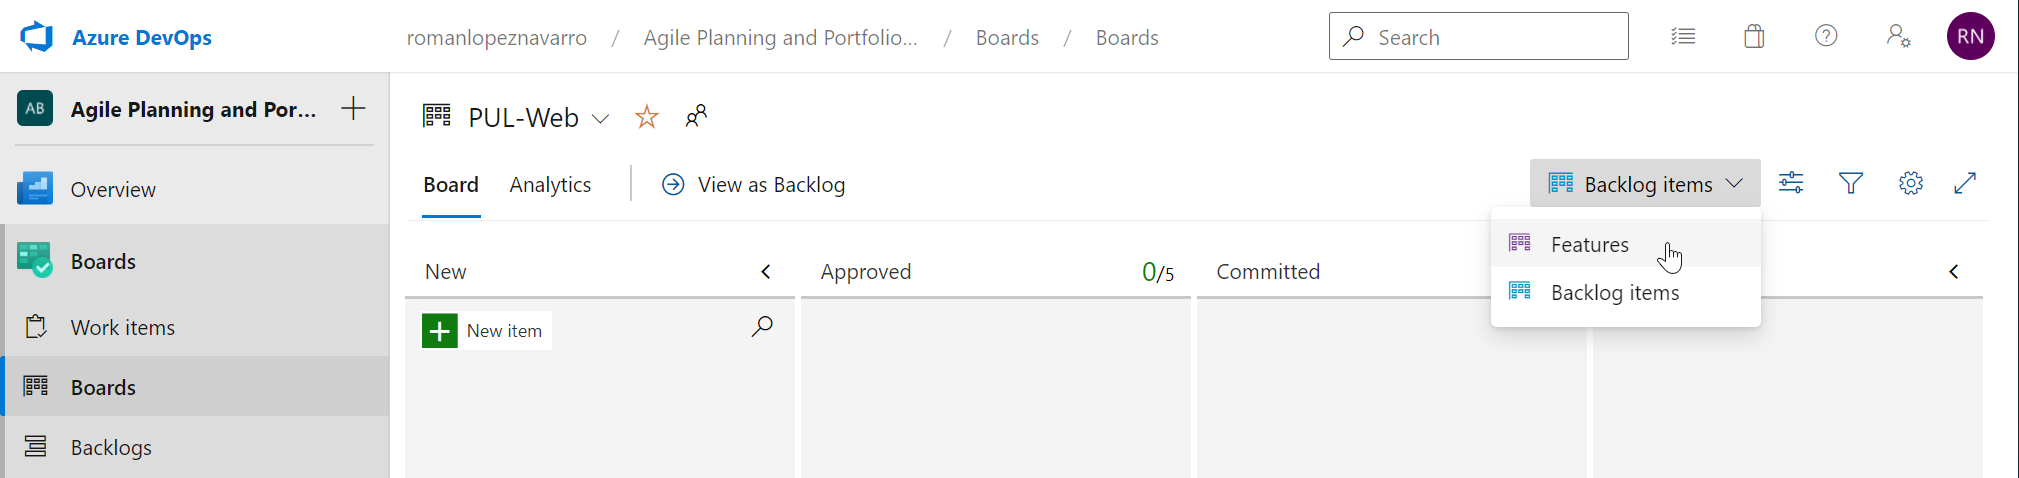 Azure DevOps
romanlopeznavarro / Agile Planning and Portfolio... / Boards / Boards
Search
RN
AB Agile Planning and Por...
PUL-Web
Overview
Board Analytics View as Backlog Backlog items
Features
Backlog items
Boards
New Approved 0/5 Committed
New item
Work items
Boards
Backlogs